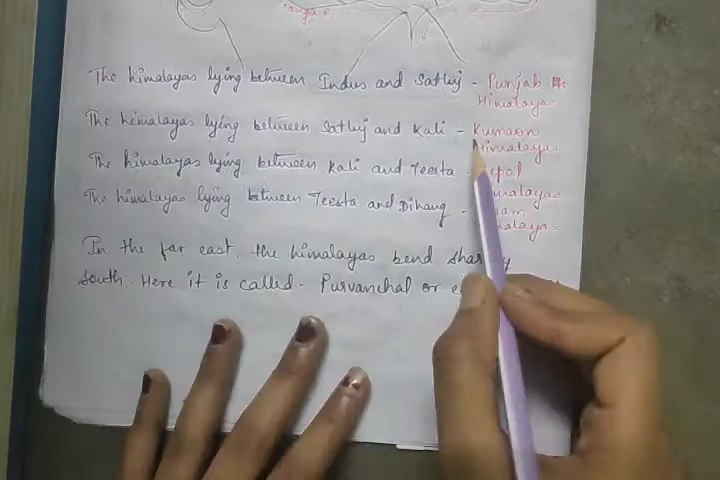 anga
The himalayas lying between Indus and Satluj - Punjab
Himalaya
The himalayas lying between Satluj and Kali - Kumaon
Himalayas
The himalayas lying between Kali and Teesta -
The himalayas lying between Teesta and Dihang -
In the far east, the himalayas bend
South. Here it is called - Purvanchal or